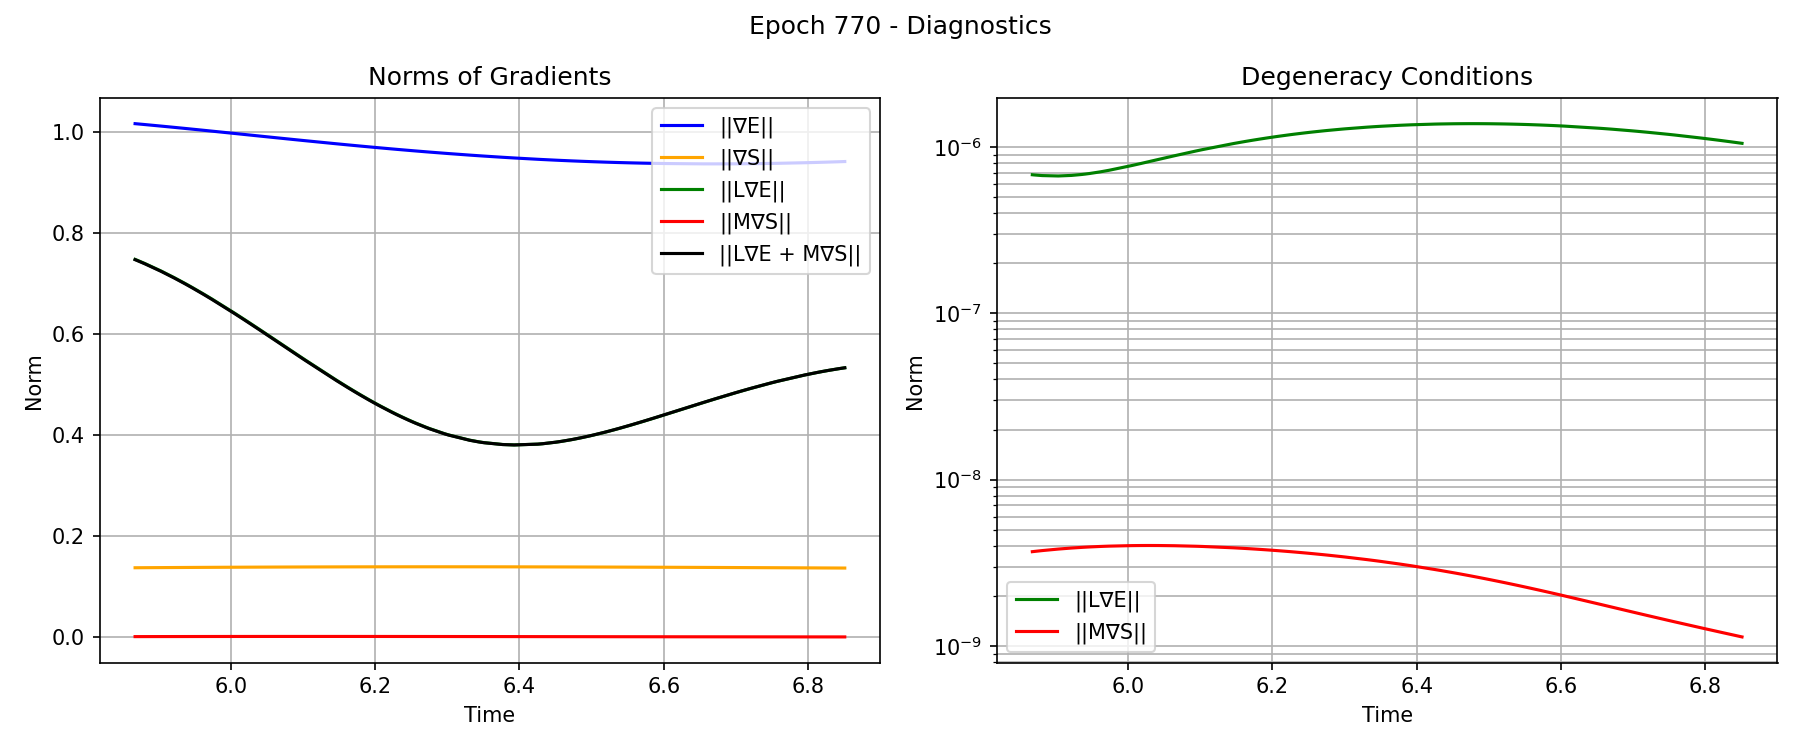 Epoch 770 - Diagnostics
Norms of Gradients
||∇E||
||∇S||
||L∇E||
||M∇S||
||L∇E + M∇S||
1.0
0.8
0.6
0.4
0.2
0.0
Norm
6.0 6.2 6.4 6.6 6.8
Time
Degeneracy Conditions
10⁻⁶
10⁻⁷
10⁻⁸
10⁻⁹
Norm
||L∇E||
||M∇S||
6.0 6.2 6.4 6.6 6.8
Time